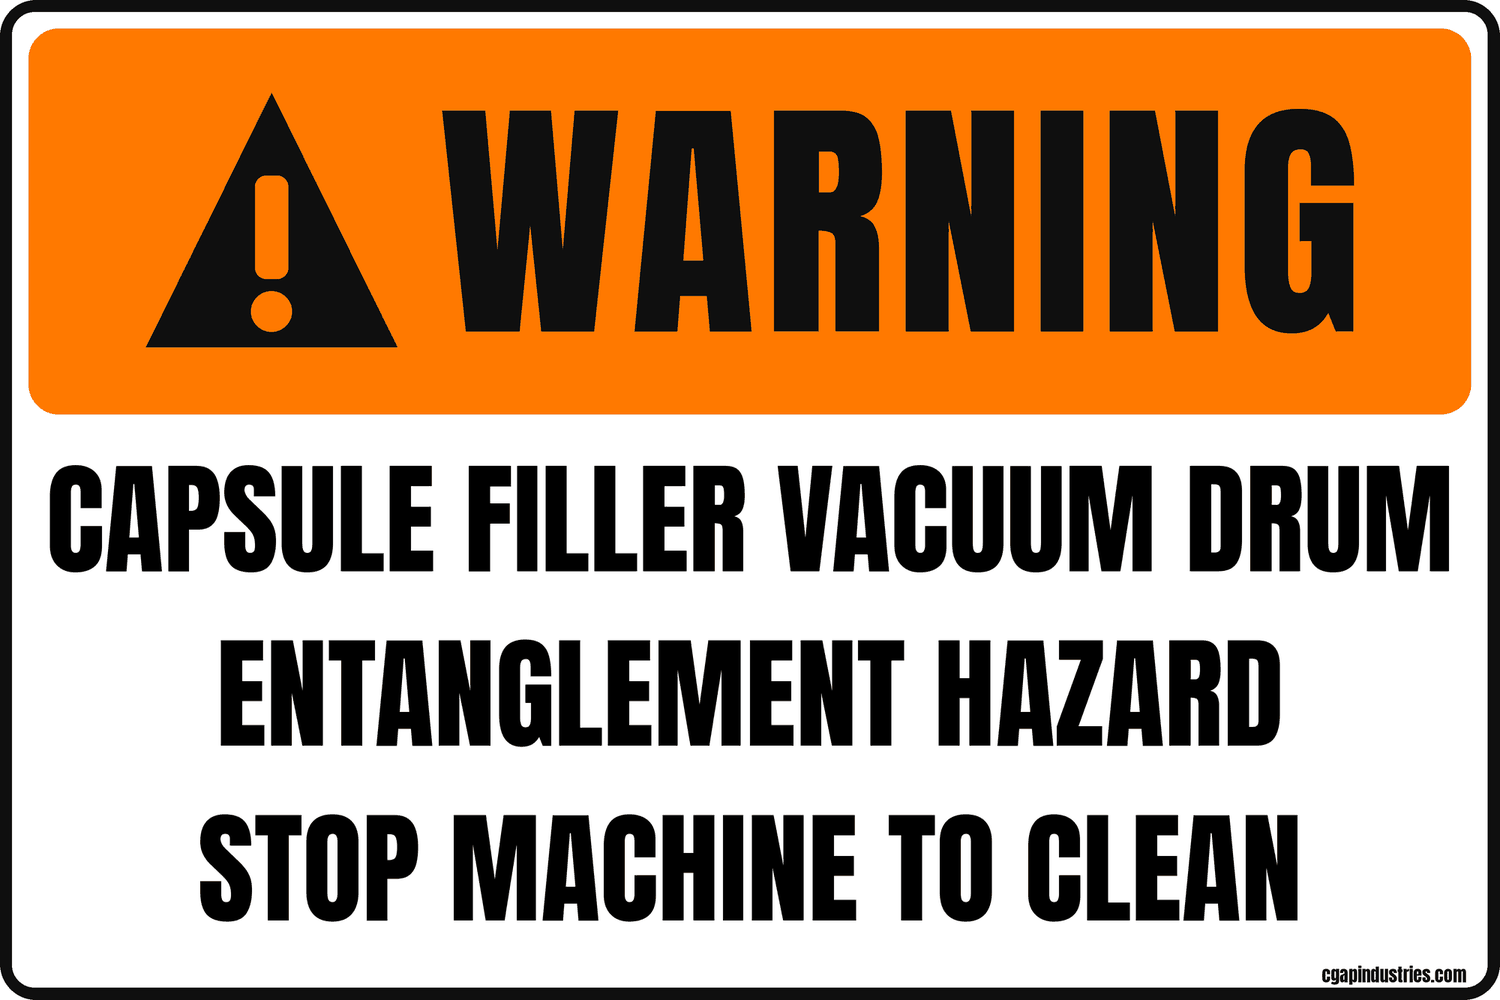 WARNING
CAPSULE FILLER VACUUM DRUM
ENTANGLEMENT HAZARD
STOP MACHINE TO CLEAN
cgapindustries.com